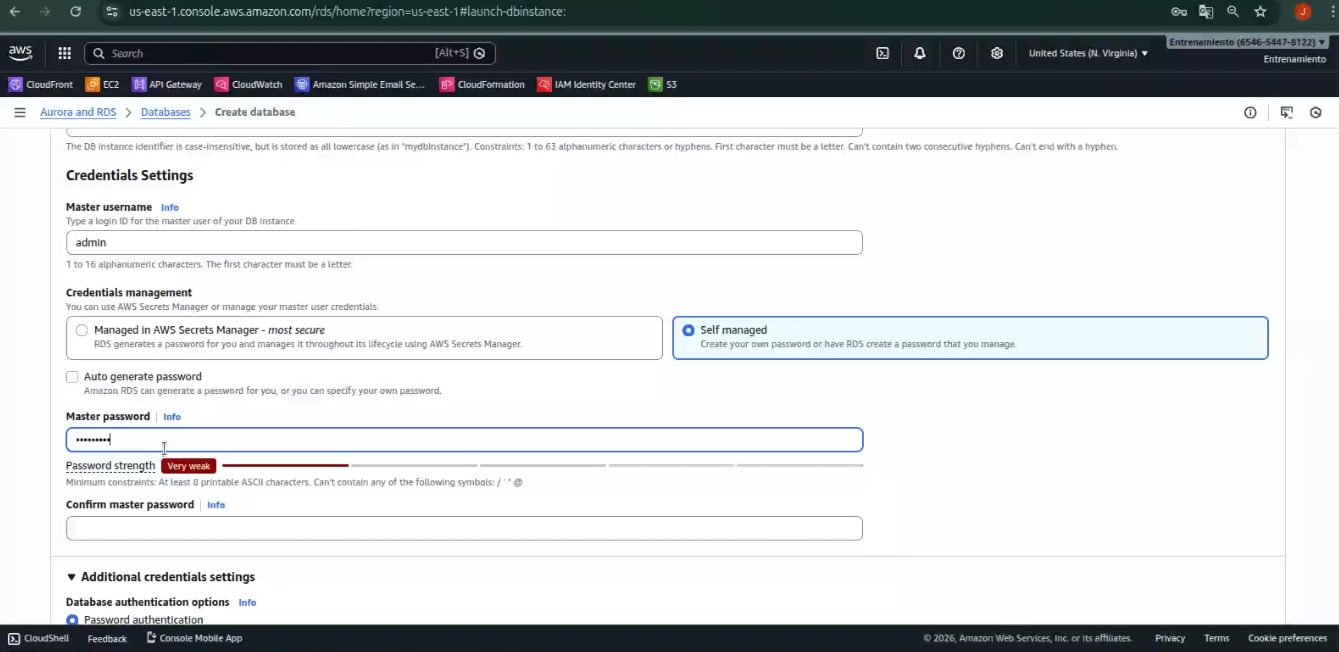 us-east-1.console.aws.amazon.com/rds/home?region=us-east-1#launch-dbinstance:
J
aws
Search [Alt+S]
United States (N. Virginia) ▼
Entrenamiento (6546-5447-8122) ▼
Entrenamiento
CloudFront EC2 API Gateway CloudWatch Amazon Simple Email Se... CloudFormation IAM Identity Center S3
Aurora and RDS > Databases > Create database
The DB instance identifier is case-insensitive, but is stored as all lowercase (as in "mydbinstance"). Constraints: 1 to 63 alphanumeric characters or hyphens. First character must be a letter. Can't contain two consecutive hyphens. Can't end with a hyphen.
Credentials Settings
Master username Info
Type a login ID for the master user of your DB instance.
admin
1 to 16 alphanumeric characters. The first character must be a letter.
Credentials management
You can use AWS Secrets Manager or manage your master user credentials.
Managed in AWS Secrets Manager - most secure
RDS generates a password for you and manages it throughout its lifecycle using AWS Secrets Manager.
Self managed
Create your own password or have RDS create a password that you manage.
Auto generate password
Amazon RDS can generate a password for you, or you can specify your own password.
Master password | Info
•••••••••
Password strength Very weak
Minimum constraints: At least 8 printable ASCII characters. Can't contain any of the following symbols: / ' " @
Confirm master password | Info
▼ Additional credentials settings
Database authentication options Info
Password authentication
CloudShell Feedback Console Mobile App
© 2026, Amazon Web Services, Inc. or its affiliates. Privacy Terms Cookie preferences